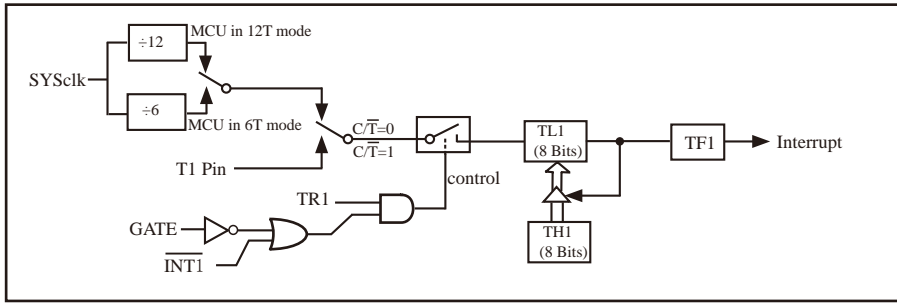 MCU in 12T mode
÷12
SYSclk
÷6
MCU in 6T mode
C/T̅=0
C/T̅=1
T1 Pin
control
TL1
(8 Bits)
TF1
Interrupt
TR1
GATE
I̅N̅T̅1̅
TH1
(8 Bits)